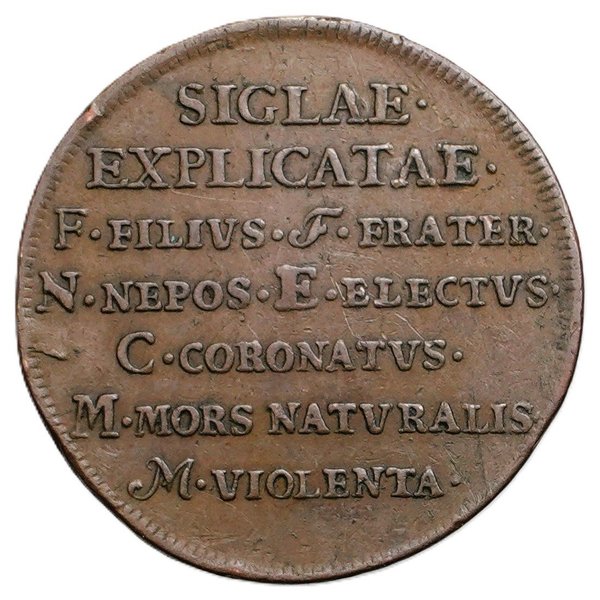 SIGLAE·
EXPLICATAE·
F·FILIVS·F·FRATER·
N·NEPOS·E·ELECTVS·
C·CORONATVS·
M·MORS NATVRALIS
M·VIOLENTA·